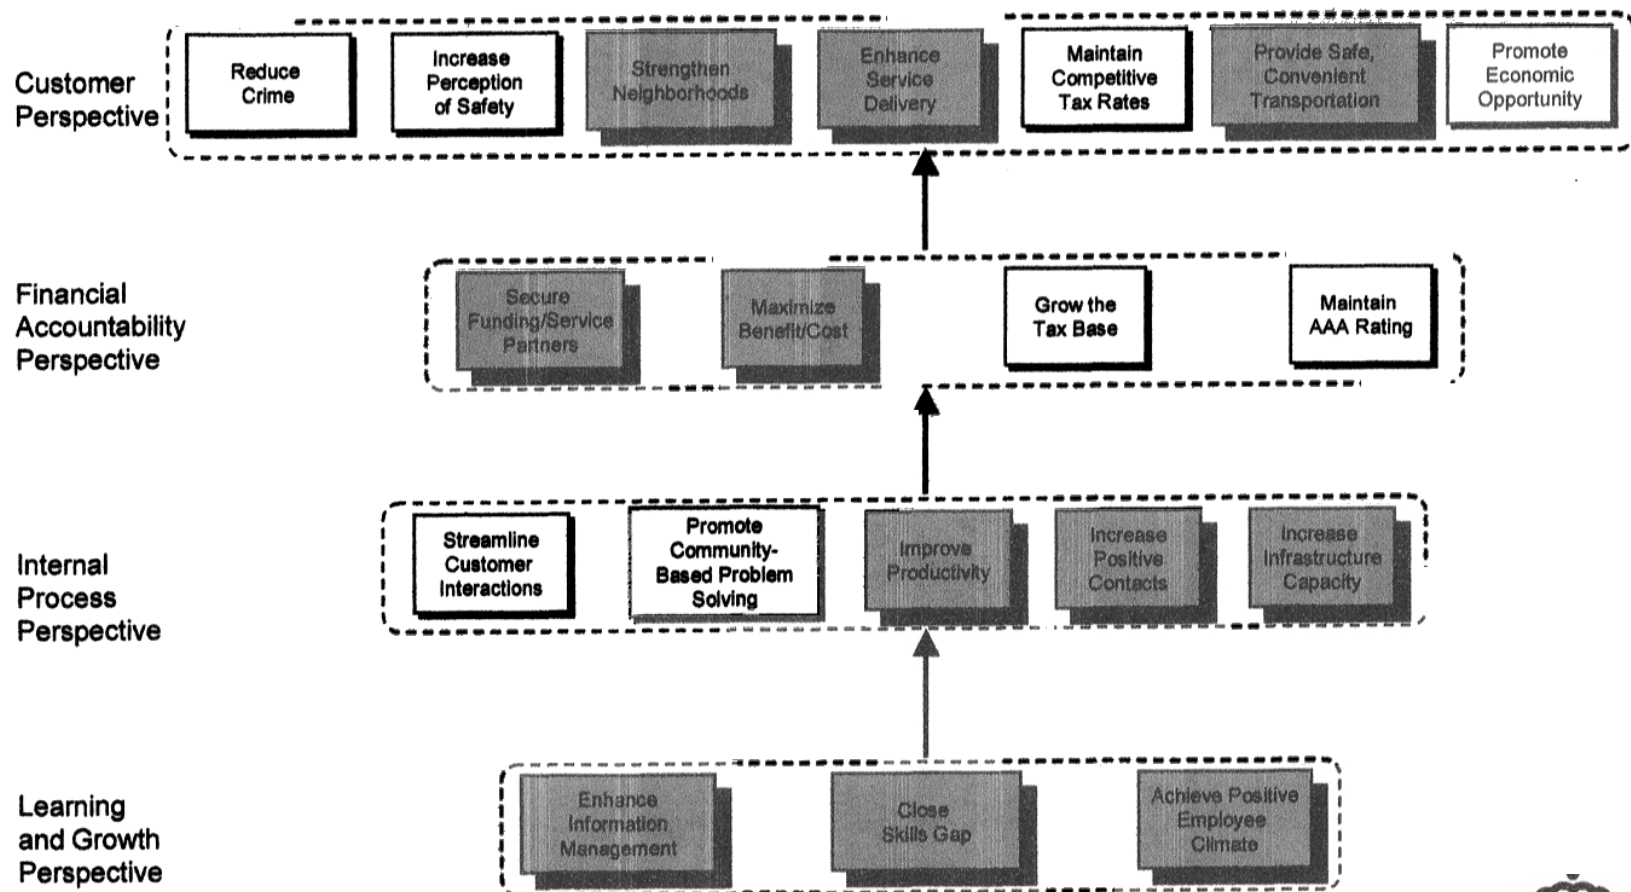 Customer
Perspective
Reduce
Crime
Increase
Perception
of Safety
Strengthen
Neighborhoods
Enhance
Service
Delivery
Maintain
Competitive
Tax Rates
Provide Safe,
Convenient
Transportation
Promote
Economic
Opportunity
Financial
Accountability
Perspective
Secure
Funding/Service
Partners
Maximize
Benefit/Cost
Grow the
Tax Base
Maintain
AAA Rating
Internal
Process
Perspective
Streamline
Customer
Interactions
Promote
Community-
Based Problem
Solving
Improve
Productivity
Increase
Positive
Contacts
Increase
Infrastructure
Capacity
Learning
and Growth
Perspective
Enhance
Information
Management
Close
Skills Gap
Achieve Positive
Employee
Climate